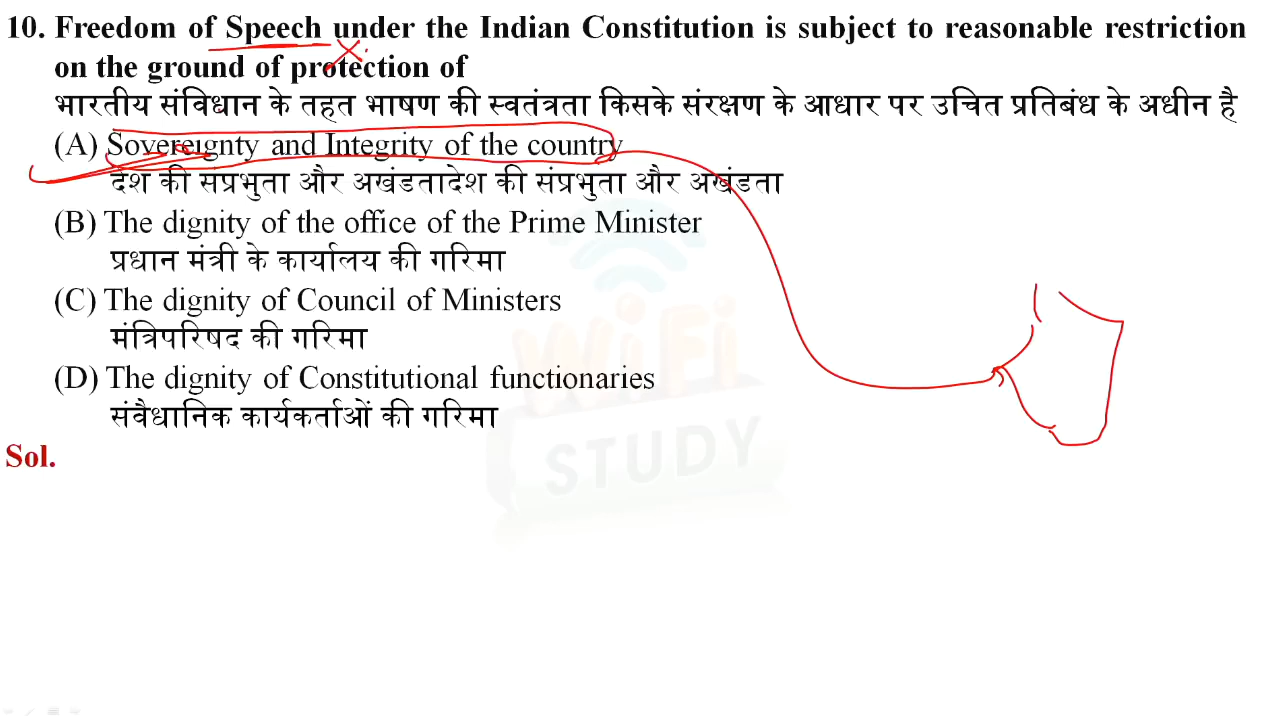 10. Freedom of Speech under the Indian Constitution is subject to reasonable restriction
on the ground of protection of
भारतीय संविधान के तहत भाषण की स्वतंत्रता किसके संरक्षण के आधार पर उचित प्रतिबंध के अधीन है
(A) Sovereignty and Integrity of the country
देश की सप्रभुता और अखंडतादेश की संप्रभुता और अखंडता
(B) The dignity of the office of the Prime Minister
प्रधान मंत्री के कार्यालय की गरिमा
(C) The dignity of Council of Ministers
मंत्रिपरिषद की गरिमा
(D) The dignity of Constitutional functionaries
संवैधानिक कार्यकर्ताओं की गरिमा
Sol.
WiFi
STUDY